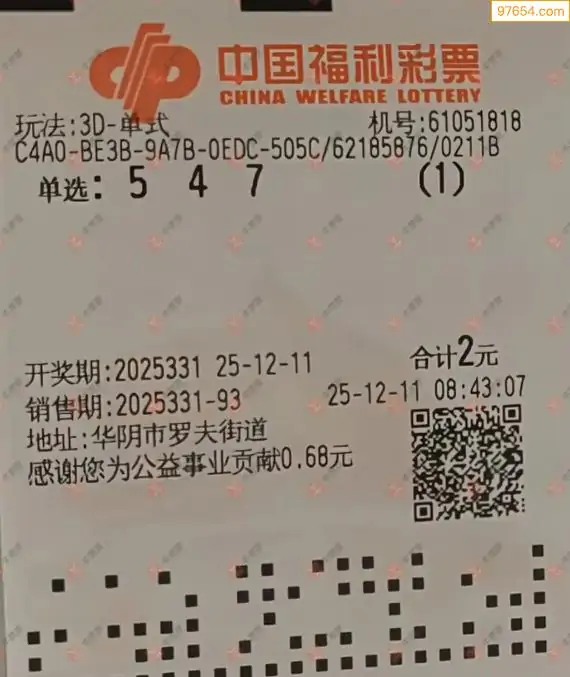 97654.com
中国福利彩票
CHINA WELFARE LOTTERY
玩法:3D-单式 机号:61051818
C4A0-BE3B-9A7B-0EDC-505C/62185876/0211B
单选: 5 4 7 (1)
开奖期:2025331 25-12-11 合计2元
销售期:2025331-93 25-12-11 08:43:07
地址:华阴市罗夫街道
感谢您为公益事业贡献0.68元